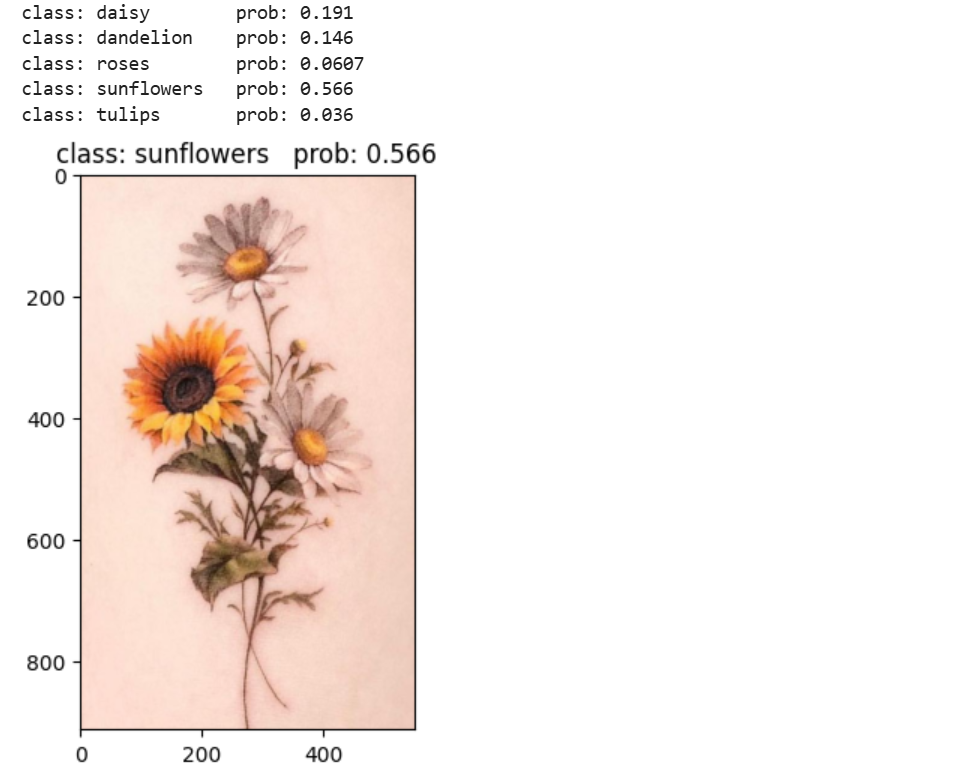 class: daisy prob: 0.191
class: dandelion prob: 0.146
class: roses prob: 0.0607
class: sunflowers prob: 0.566
class: tulips prob: 0.036
class: sunflowers prob: 0.566
0
200
400
600
800
0 200 400